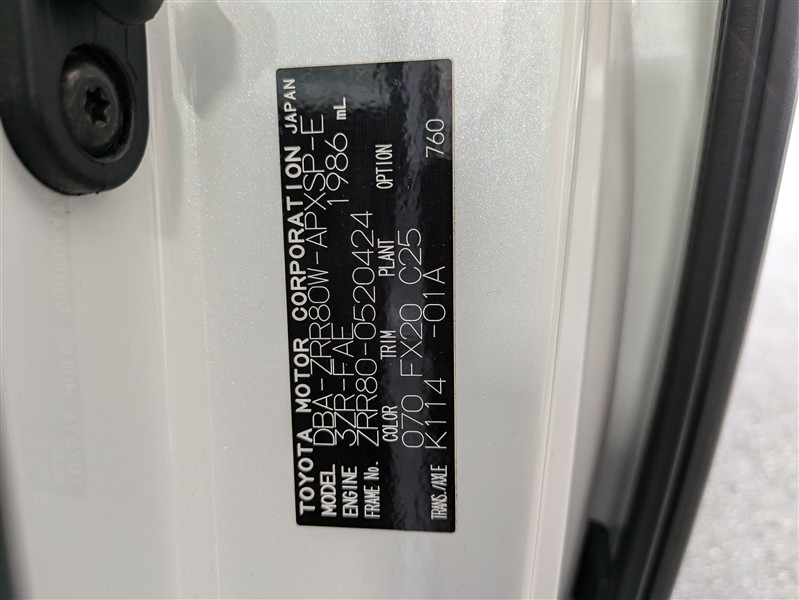 TOYOTA MOTOR CORPORATION JAPAN
MODEL DBA-ZRR80W-APXSP-E
ENGINE 3ZR-FAE 1986 mL
FRAME No. ZRR80-0520424
COLOR TRIM PLANT OPTION
070 FX20 C25
TRANS./AXLE K114 -01A 760